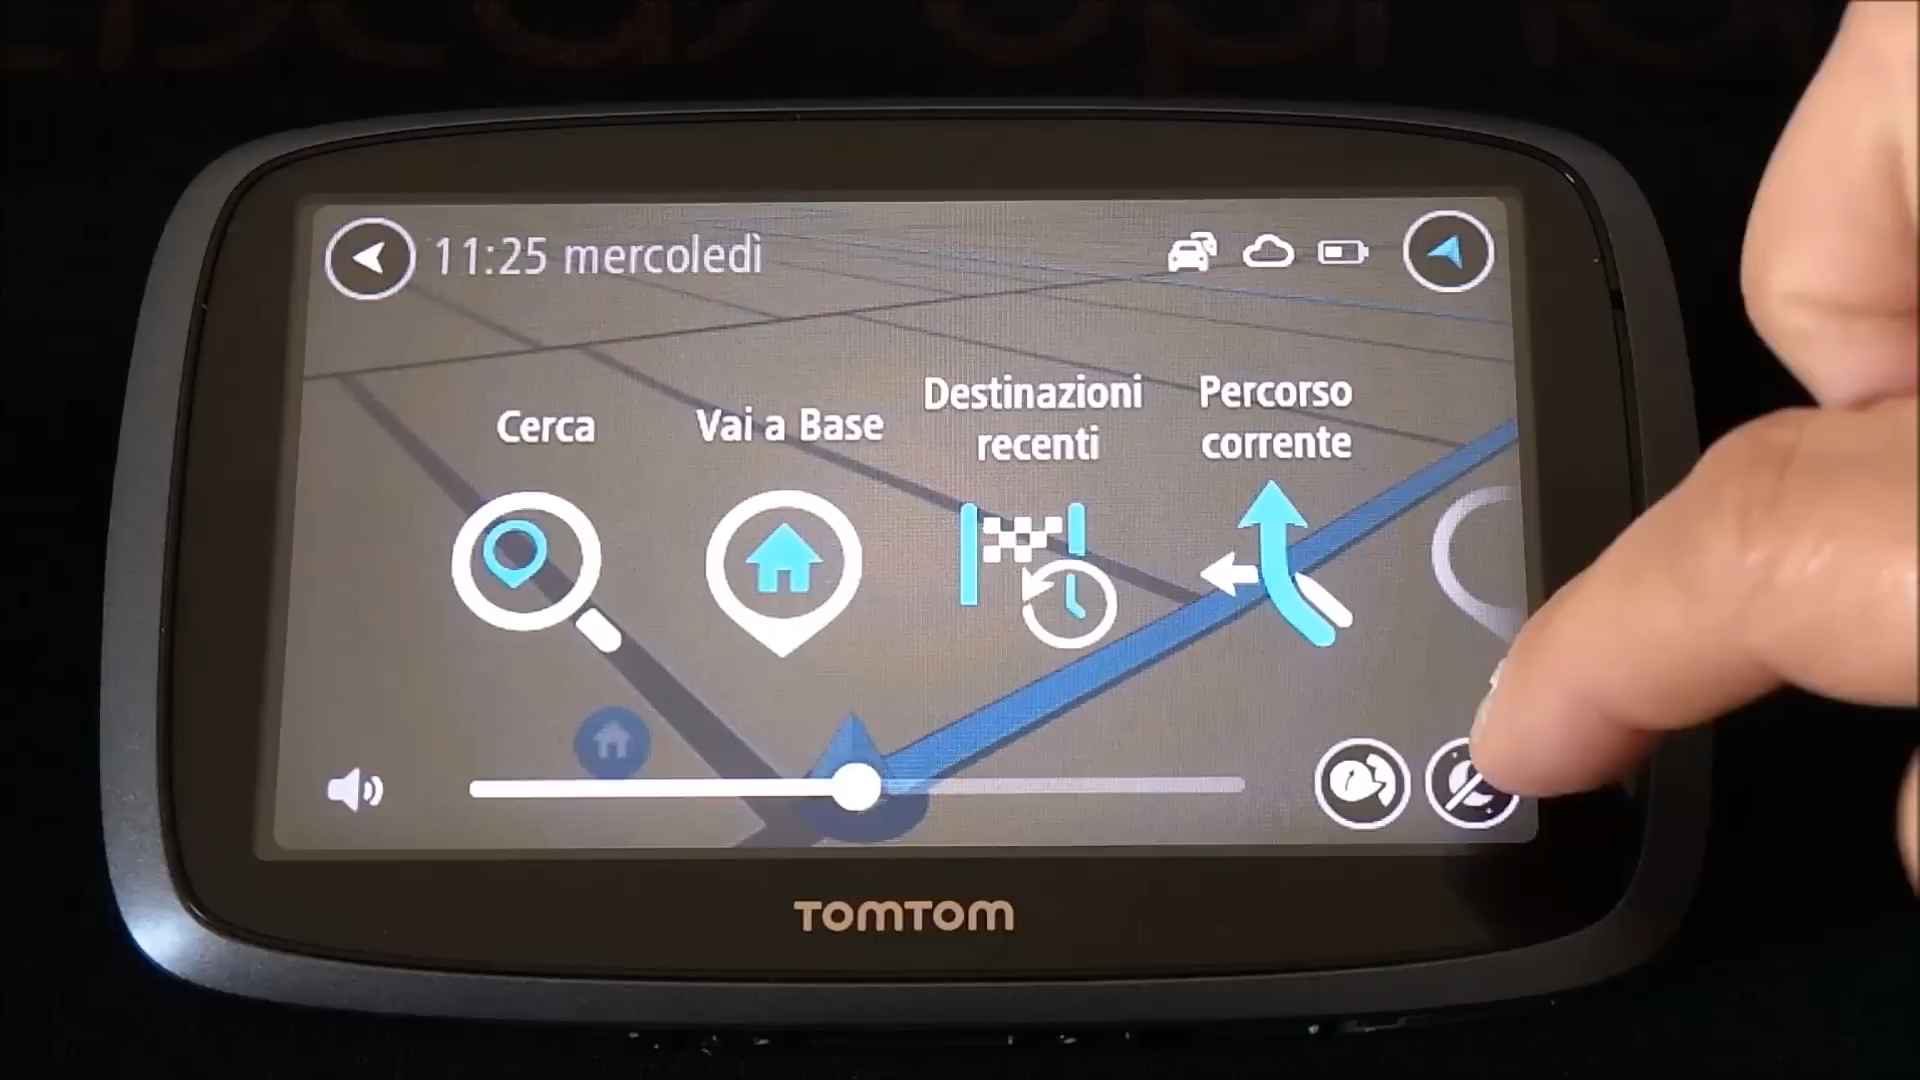 11:25 mercoledì
Cerca
Vai a Base
Destinazioni
recenti
Percorso
corrente
TOMTOM